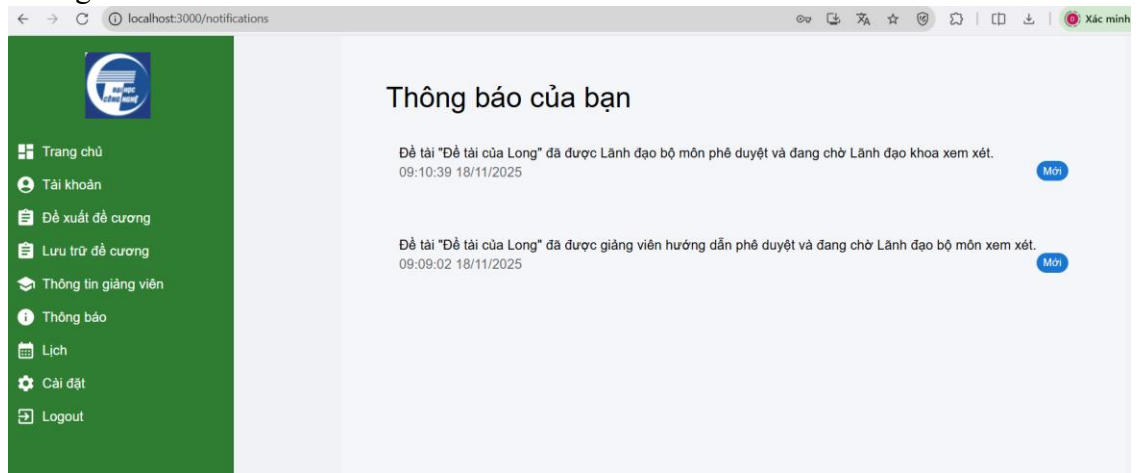 localhost:3000/notifications
Xác minh
ĐẠI HỌC
CÔNG NGHỆ
Trang chủ
Tài khoản
Đề xuất đề cương
Lưu trữ đề cương
Thông tin giảng viên
Thông báo
Lịch
Cài đặt
Logout
Thông báo của bạn
Đề tài "Đề tài của Long" đã được Lãnh đạo bộ môn phê duyệt và đang chờ Lãnh đạo khoa xem xét.
09:10:39 18/11/2025
Mới
Đề tài "Đề tài của Long" đã được giảng viên hướng dẫn phê duyệt và đang chờ Lãnh đạo bộ môn xem xét.
09:09:02 18/11/2025
Mới